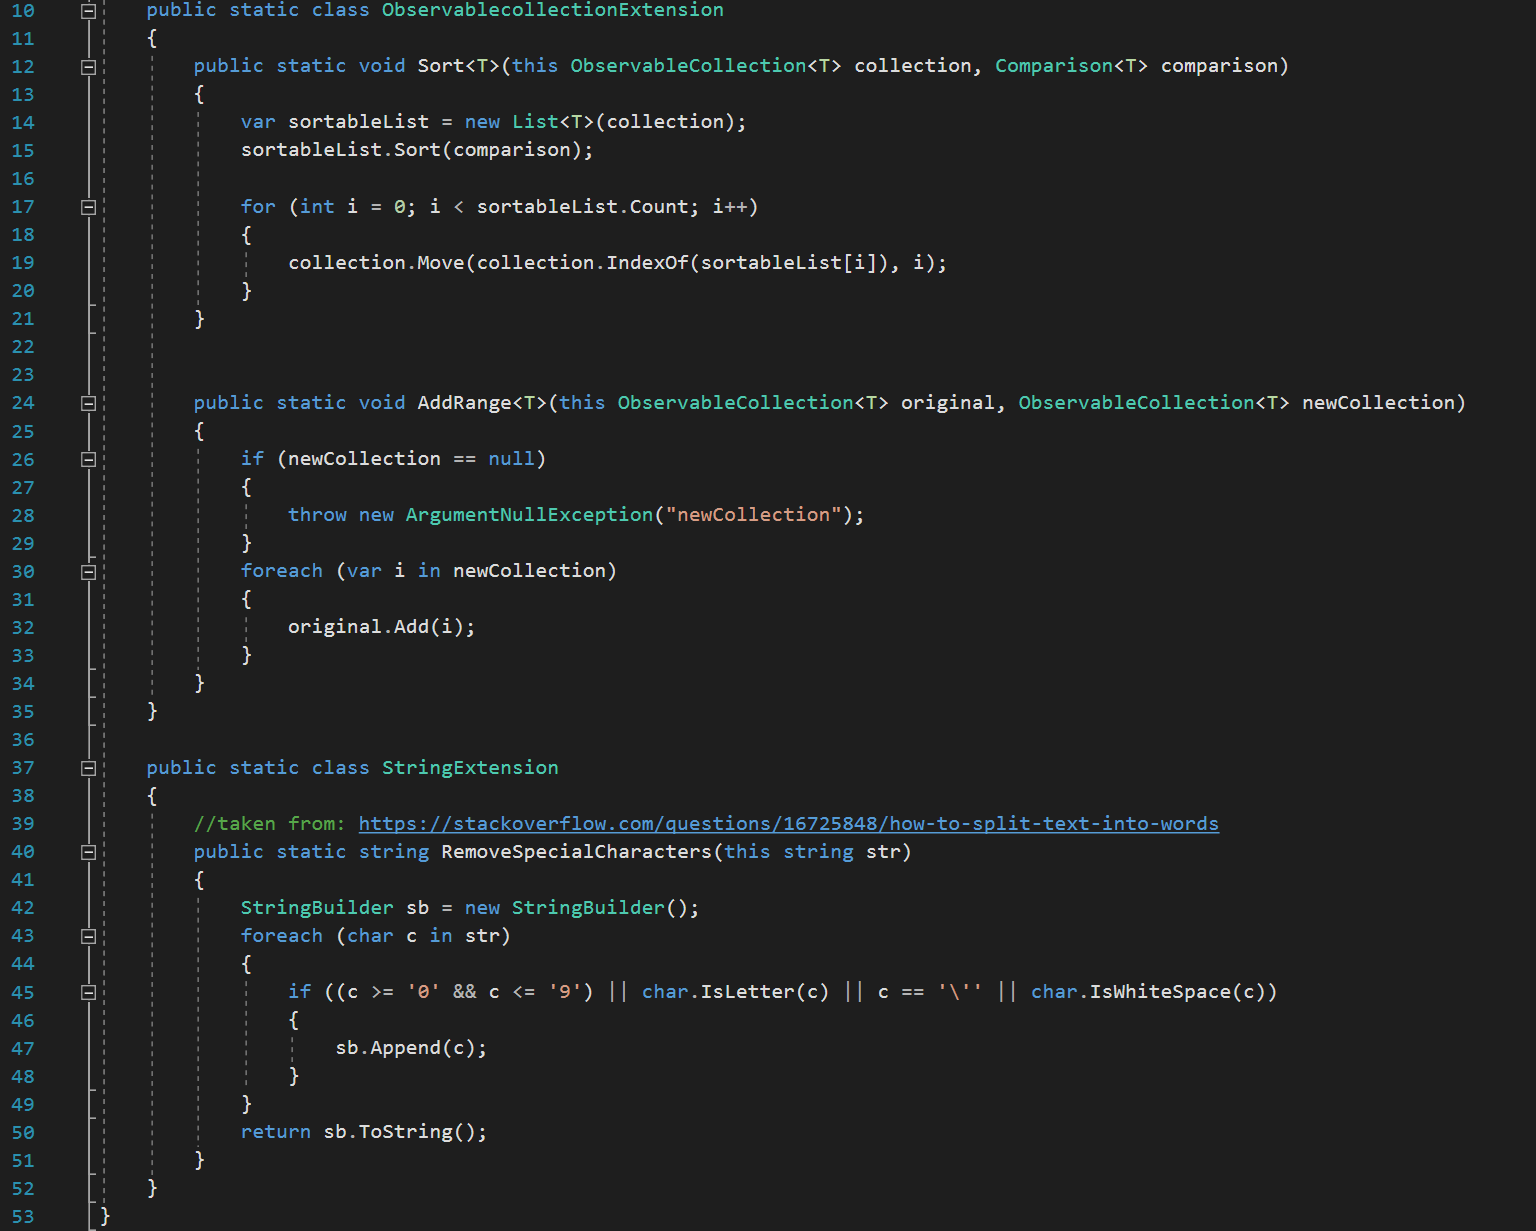 10 public static class ObservablecollectionExtension
11 {
12 public static void Sort<T>(this ObservableCollection<T> collection, Comparison<T> comparison)
13 {
14 var sortableList = new List<T>(collection);
15 sortableList.Sort(comparison);
16
17 for (int i = 0; i < sortableList.Count; i++)
18 {
19 collection.Move(collection.IndexOf(sortableList[i]), i);
20 }
21 }
22
23
24 public static void AddRange<T>(this ObservableCollection<T> original, ObservableCollection<T> newCollection)
25 {
26 if (newCollection == null)
27 {
28 throw new ArgumentNullException("newCollection");
29 }
30 foreach (var i in newCollection)
31 {
32 original.Add(i);
33 }
34 }
35 }
36
37 public static class StringExtension
38 {
39 //taken from: https://stackoverflow.com/questions/16725848/how-to-split-text-into-words
40 public static string RemoveSpecialCharacters(this string str)
41 {
42 StringBuilder sb = new StringBuilder();
43 foreach (char c in str)
44 {
45 if ((c >= '0' && c <= '9') || char.IsLetter(c) || c == '\'' || char.IsWhiteSpace(c))
46 {
47 sb.Append(c);
48 }
49 }
50 return sb.ToString();
51 }
52 }
53 }